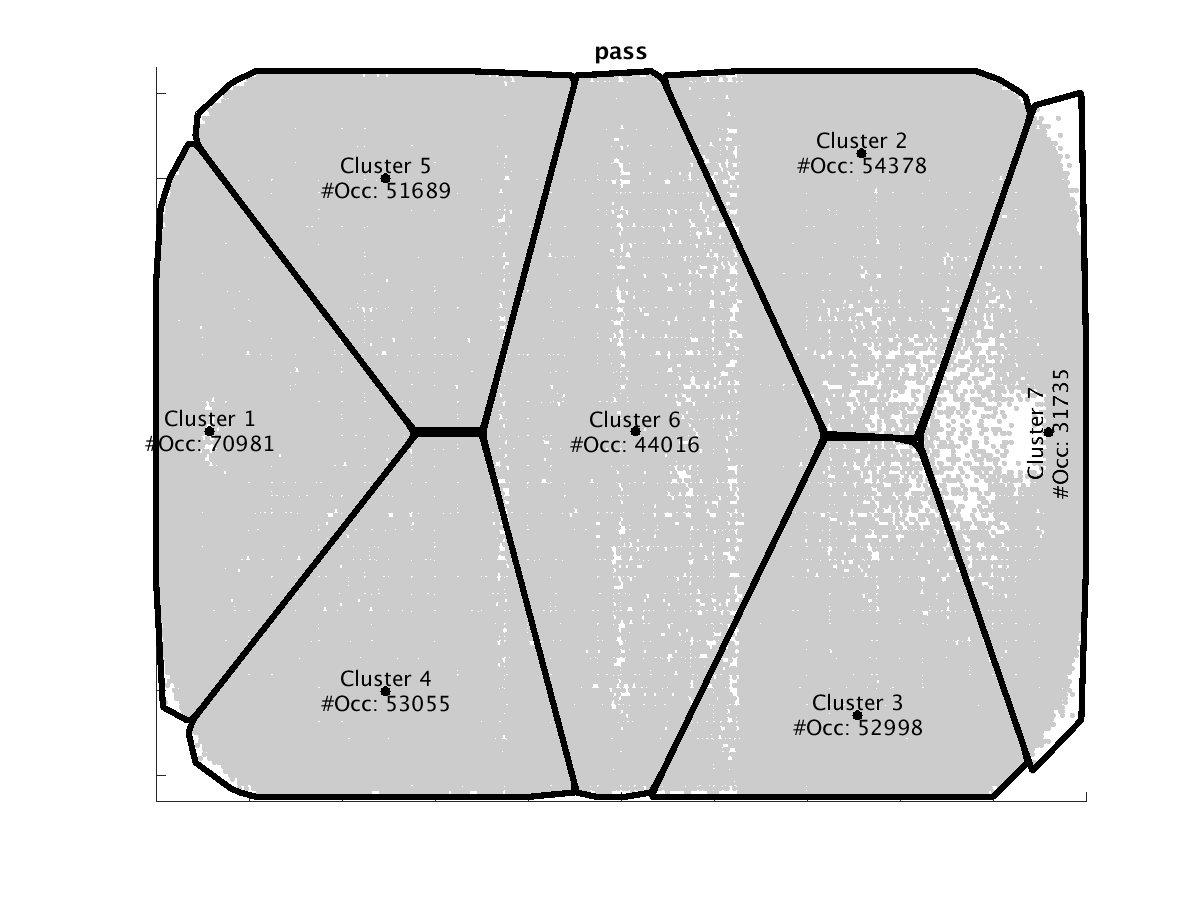 pass
Cluster 5
#Occ: 51689
Cluster 2
#Occ: 54378
Cluster 1
#Occ: 70981
Cluster 6
#Occ: 44016
Cluster 7
#Occ: 31735
Cluster 4
#Occ: 53055
Cluster 3
#Occ: 52998